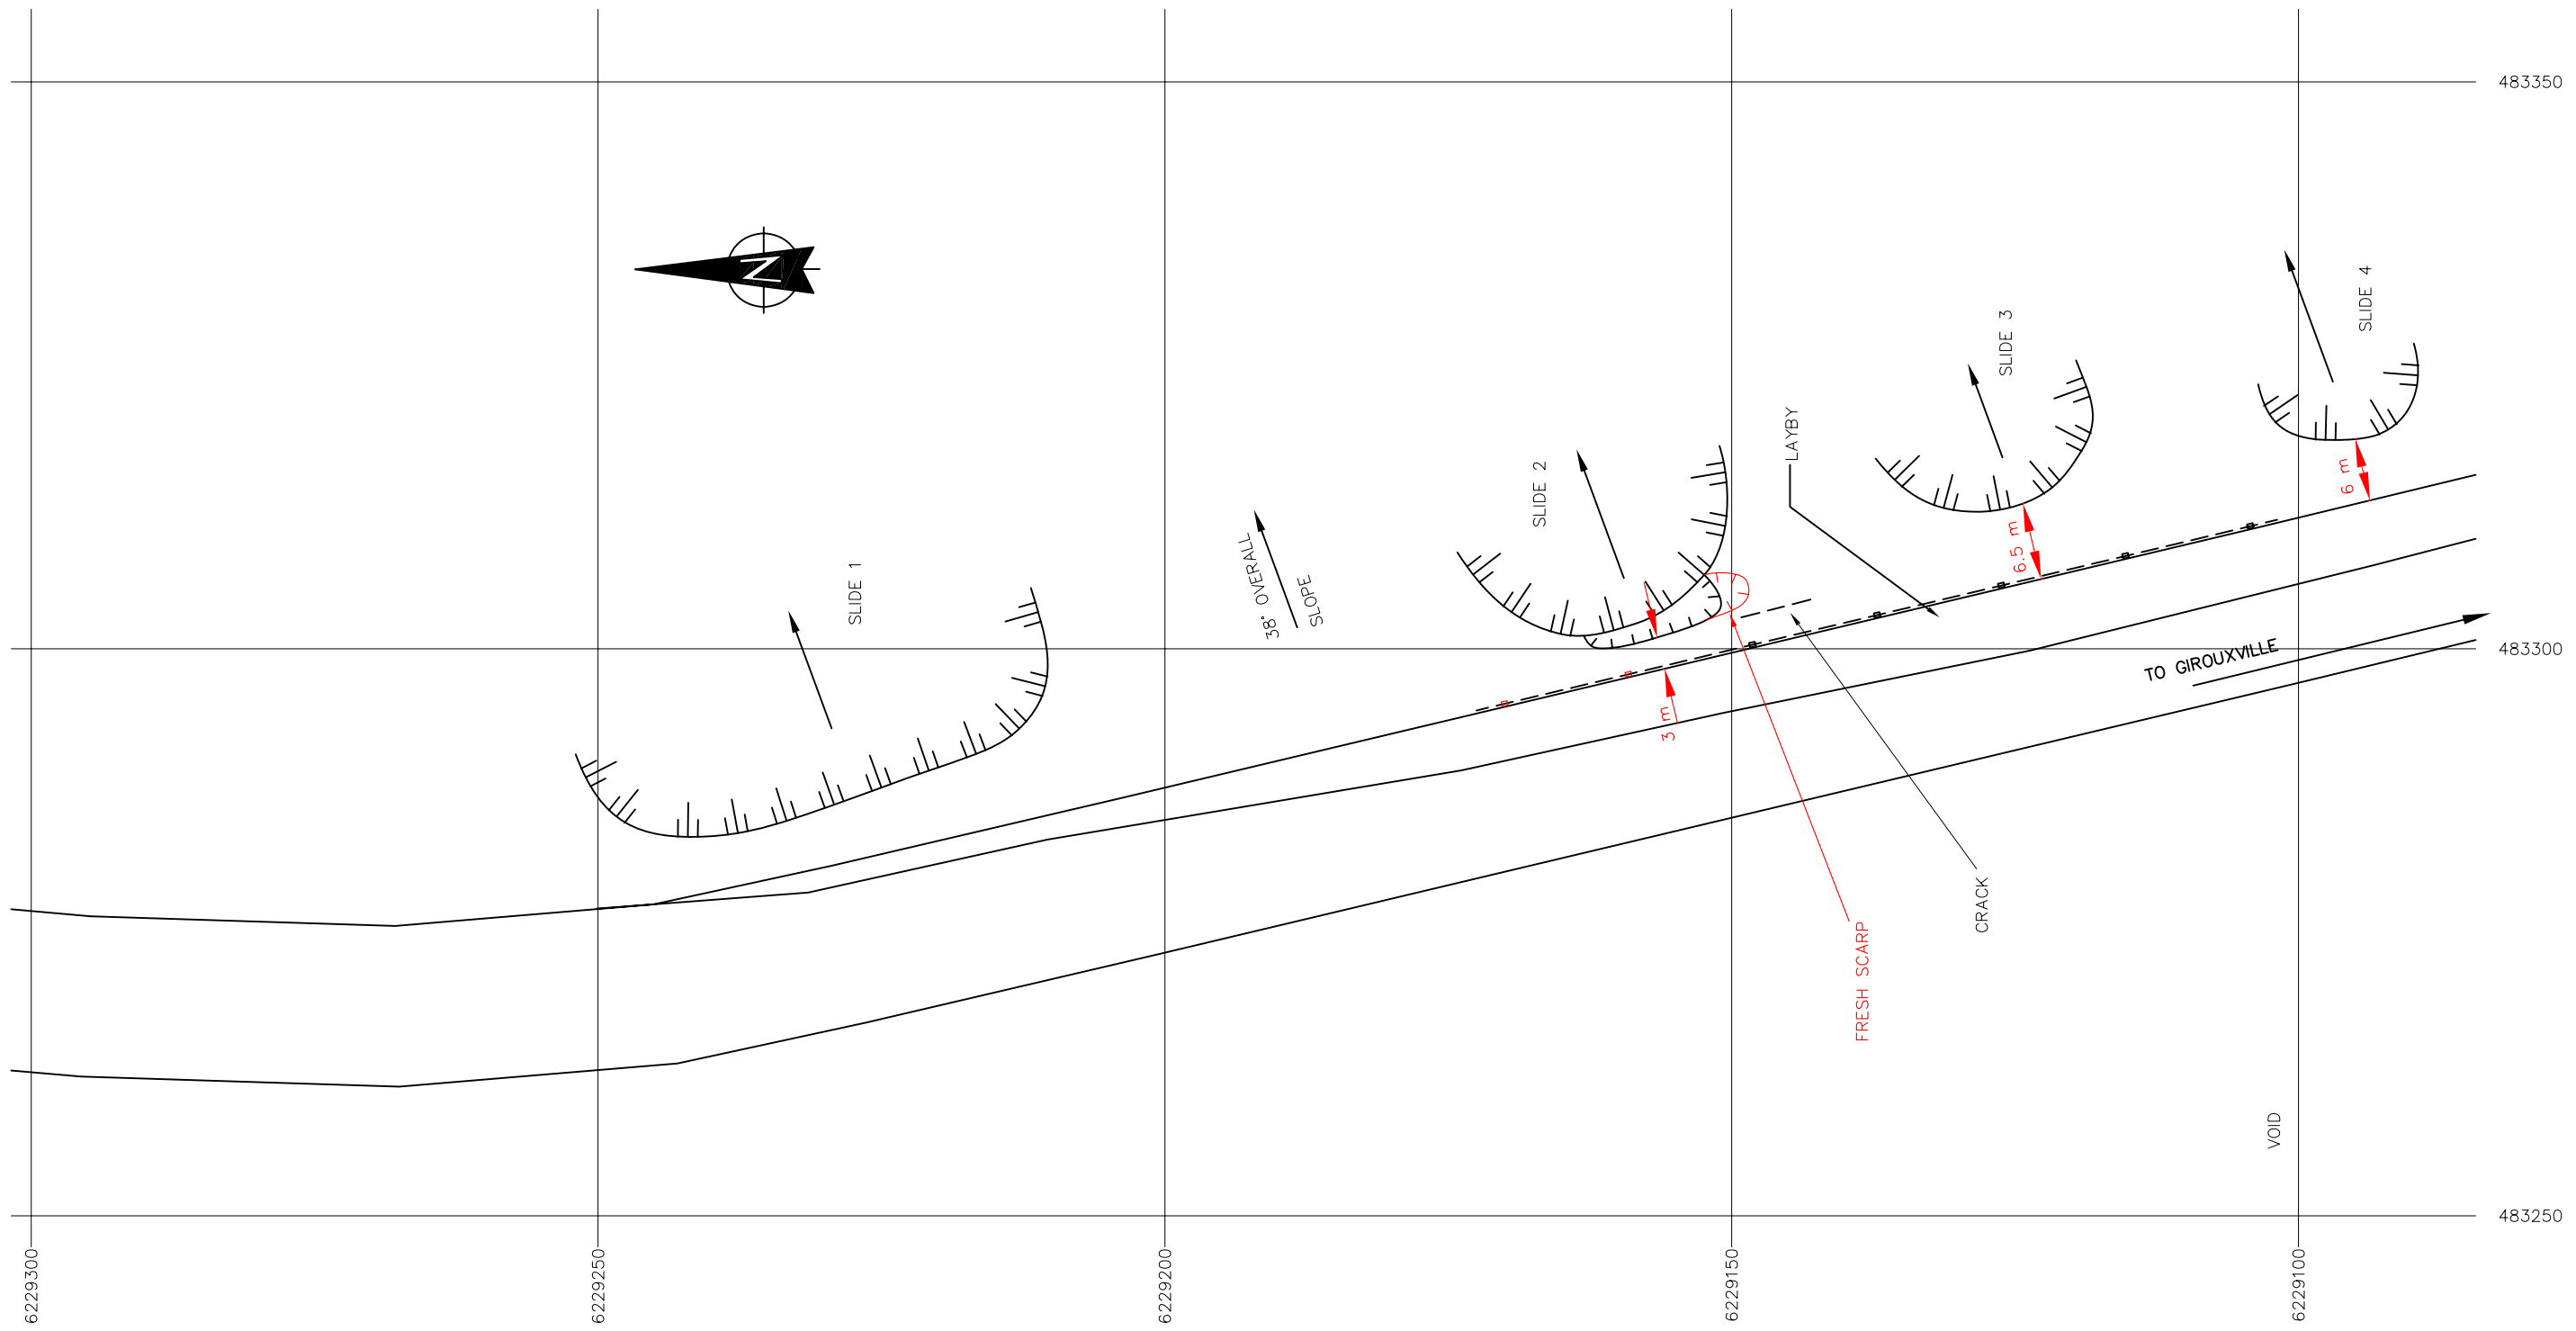 483350
N
SLIDE 4
SLIDE 3
LAYBY
SLIDE 2
6 m
6.5 m
38° OVERALL
SLOPE
SLIDE 1
TO GIROUXVILLE
3 m
CRACK
FRESH SCARP
VOID
483300
483250
6229300
6229250
6229200
6229150
6229100